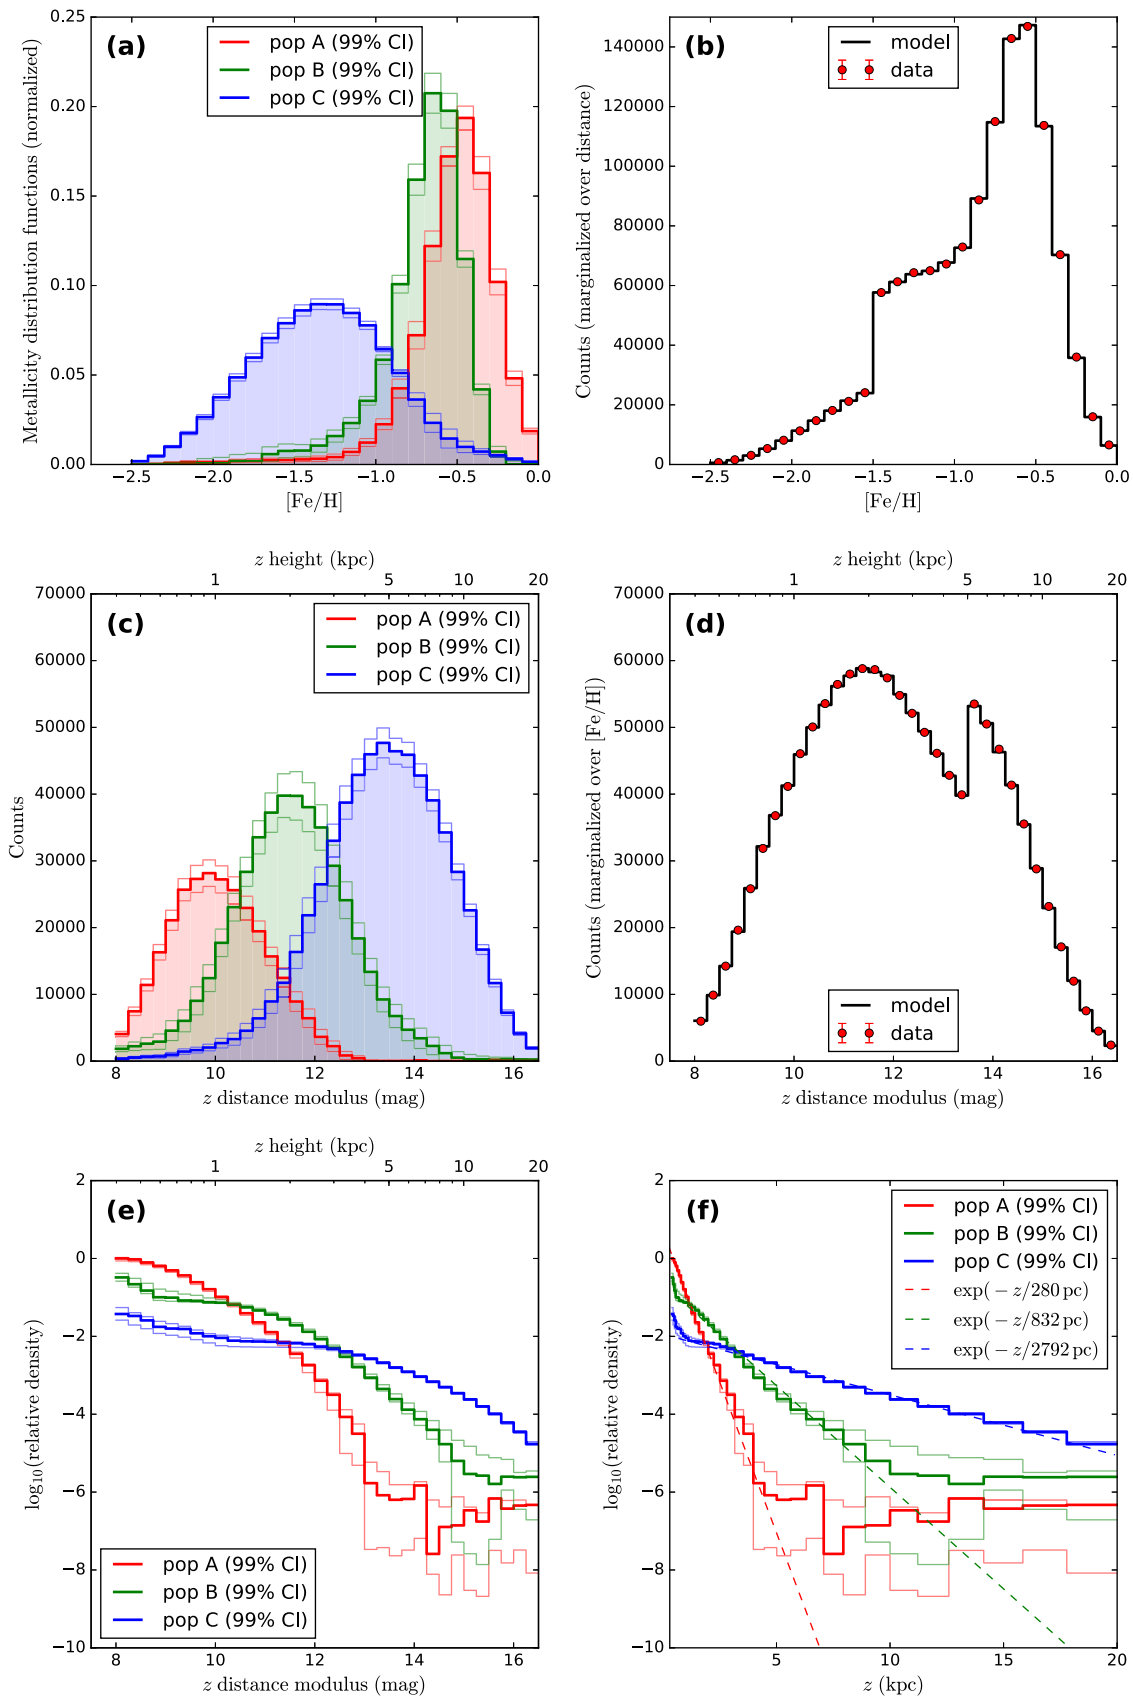 (a)
pop A (99% CI)
pop B (99% CI)
pop C (99% CI)
Metallicity distribution functions (normalized)
0.25
0.20
0.15
0.10
0.05
0.00
−2.5 −2.0 −1.5 −1.0 −0.5 0.0
[Fe/H]
(b)
model
data
Counts (marginalized over distance)
140000
120000
100000
80000
60000
40000
20000
0
−2.5 −2.0 −1.5 −1.0 −0.5 0.0
[Fe/H]
z height (kpc)
1 5 10 20
(c)
pop A (99% CI)
pop B (99% CI)
pop C (99% CI)
Counts
70000
60000
50000
40000
30000
20000
10000
0
8 10 12 14 16
z distance modulus (mag)
z height (kpc)
1 5 10 20
(d)
Counts (marginalized over [Fe/H])
70000
60000
50000
40000
30000
20000
10000
0
model
data
8 10 12 14 16
z distance modulus (mag)
z height (kpc)
1 5 10 20
(e)
log10(relative density)
2
0
−2
−4
−6
−8
−10
pop A (99% CI)
pop B (99% CI)
pop C (99% CI)
8 10 12 14 16
z distance modulus (mag)
(f)
pop A (99% CI)
pop B (99% CI)
pop C (99% CI)
exp(−z/280 pc)
exp(−z/832 pc)
exp(−z/2792 pc)
log10(relative density)
2
0
−2
−4
−6
−8
−10
5 10 15 20
z (kpc)